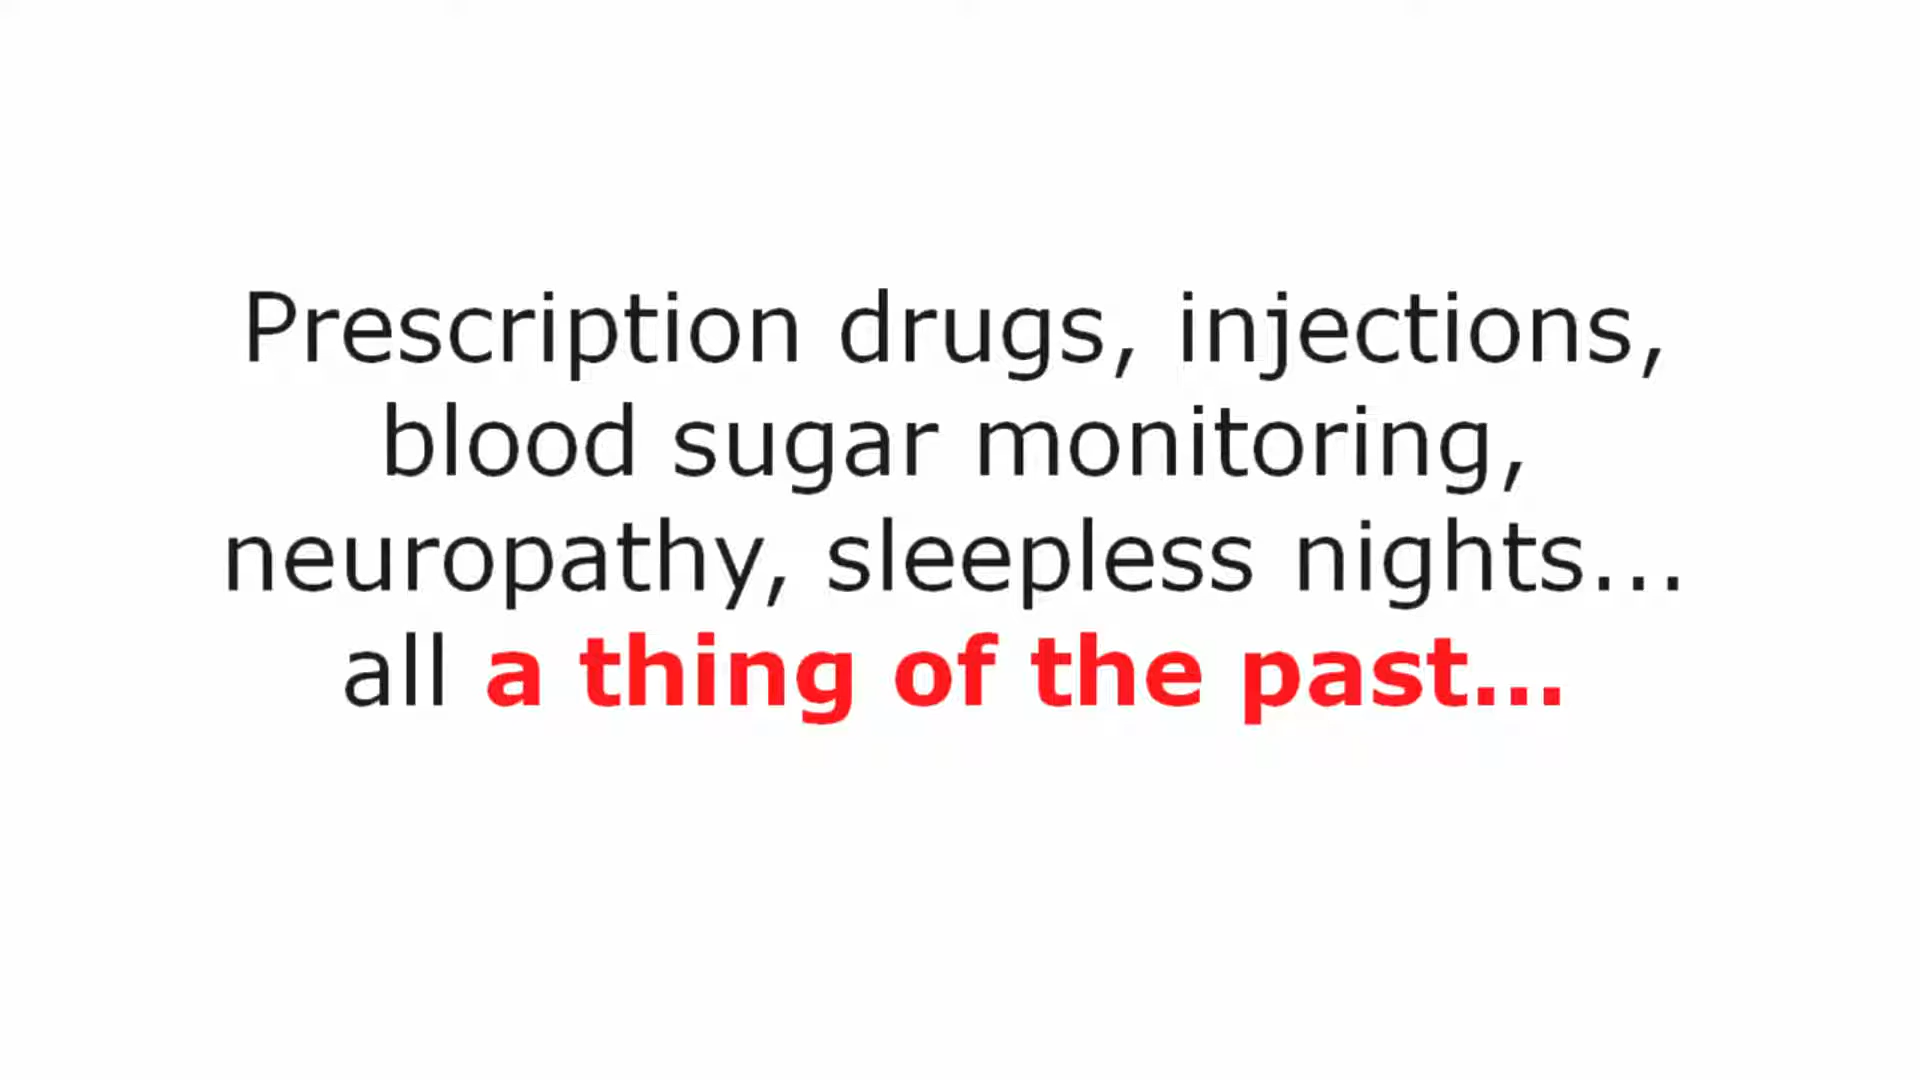 Prescription drugs, injections,
blood sugar monitoring,
neuropathy, sleepless nights...
all a thing of the past...